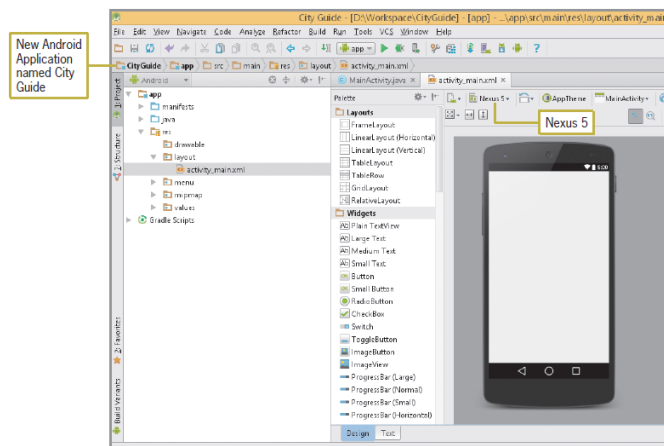 City Guide - [D:\Workspace\CityGuide] - [app] - ...\app\src\main\res\layout\activity_main
File Edit View Navigate Code Analyze Refactor Build Run Tools VCS Window Help
app
?
New Android
Application
named City
Guide
CityGuide app src main res layout activity_main.xml
1: Project
Android
MainActivity.java
activity_main.xml
app
manifests
java
res
drawable
layout
activity_main.xml
menu
mipmap
values
Gradle Scripts
Z: Structure
2: Favorites
Build Variants
Palette
Layouts
FrameLayout
LinearLayout (Horizontal)
LinearLayout (Vertical)
TableLayout
TableRow
GridLayout
RelativeLayout
Widgets
Plain TextView
Large Text
Medium Text
Small Text
Button
Small Button
RadioButton
CheckBox
Switch
ToggleButton
ImageButton
ImageView
ProgressBar (Large)
ProgressBar (Normal)
ProgressBar (Small)
ProgressBar (Horizontal)
Design Text
Nexus 5 AppTheme MainActivity
Nexus 5
5:00